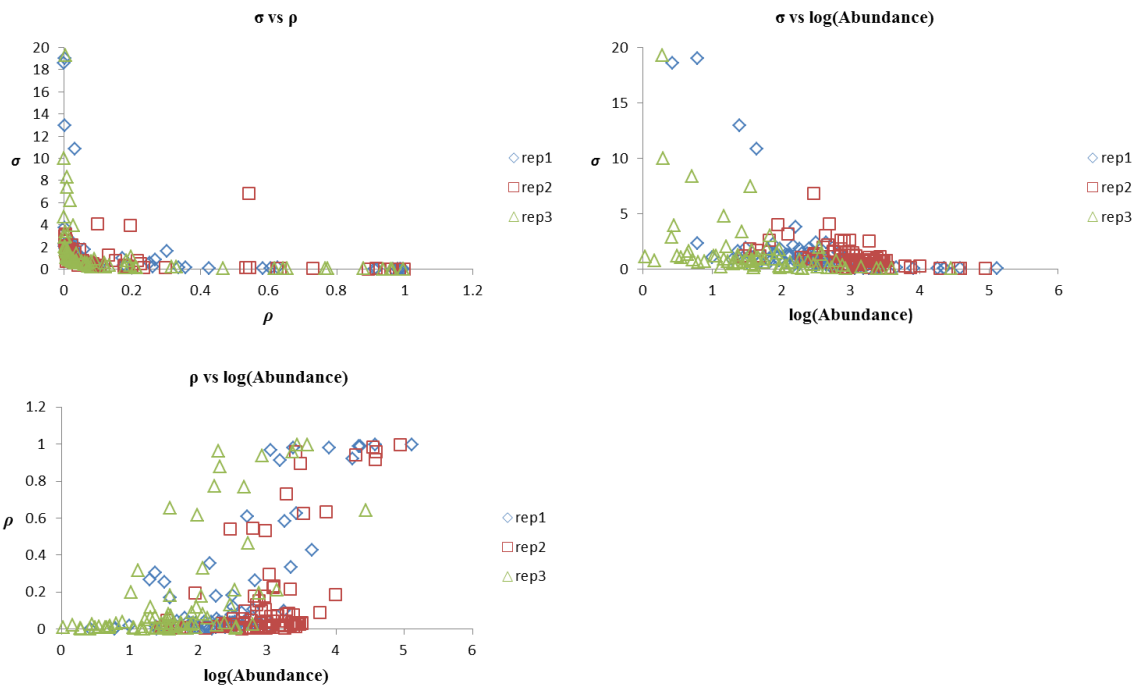 σ vs ρ
20
18
16
14
12
10
8
6
4
2
0
σ
0
0.2
0.4
0.6
0.8
1
1.2
ρ
rep1
rep2
rep3
σ vs log(Abundance)
20
15
10
5
0
σ
0
1
2
3
4
5
6
log(Abundance)
rep1
rep2
rep3
ρ vs log(Abundance)
1.2
1
0.8
0.6
0.4
0.2
0
ρ
0
1
2
3
4
5
6
log(Abundance)
rep1
rep2
rep3